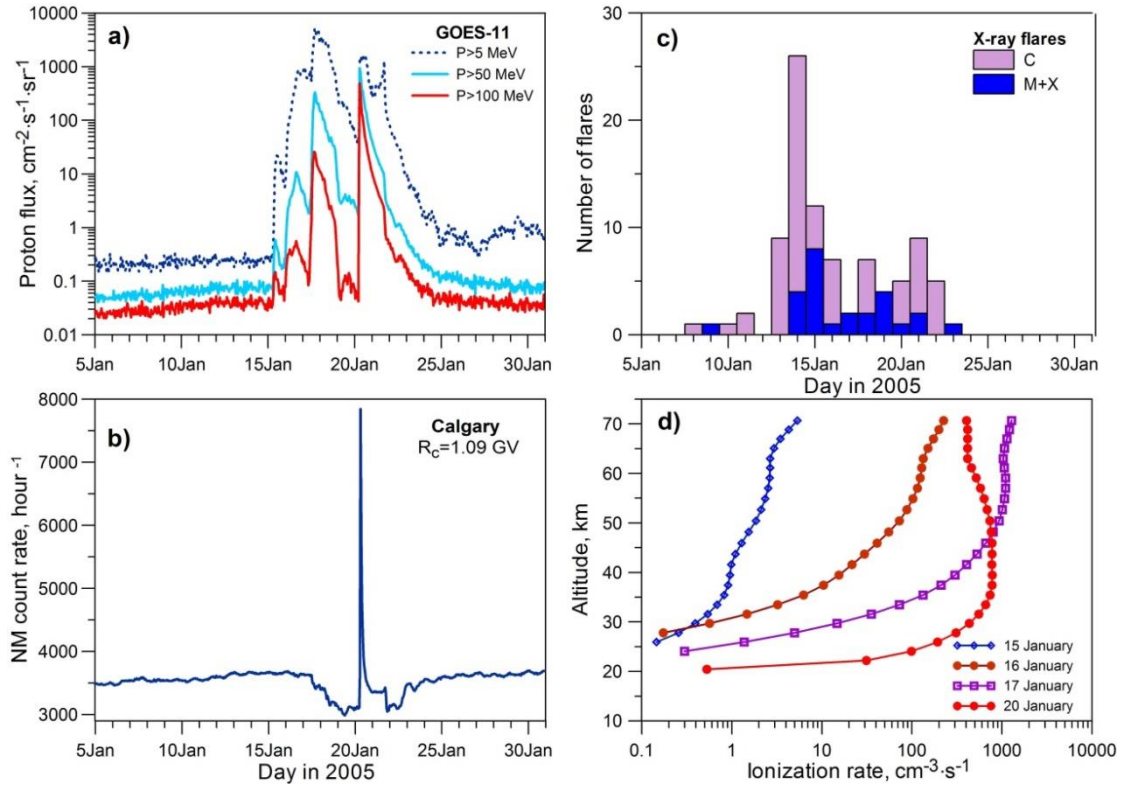 a)
GOES-11
P>5 MeV
P>50 MeV
P>100 MeV
Proton flux, cm⁻²·s⁻¹·sr⁻¹
10000
1000
100
10
1
0.1
0.01
5Jan 10Jan 15Jan 20Jan 25Jan 30Jan
c)
X-ray flares
C
M+X
Number of flares
30
20
10
0
5Jan 10Jan 15Jan 20Jan 25Jan 30Jan
Day in 2005
b)
Calgary
R_c=1.09 GV
NM count rate, hour ⁻¹
8000
7000
6000
5000
4000
3000
5Jan 10Jan 15Jan 20Jan 25Jan 30Jan
Day in 2005
d)
Altitude, km
70
60
50
40
30
20
10
15 January
16 January
17 January
20 January
0.1 1 10 100 1000 10000
Ionization rate, cm⁻³·s⁻¹